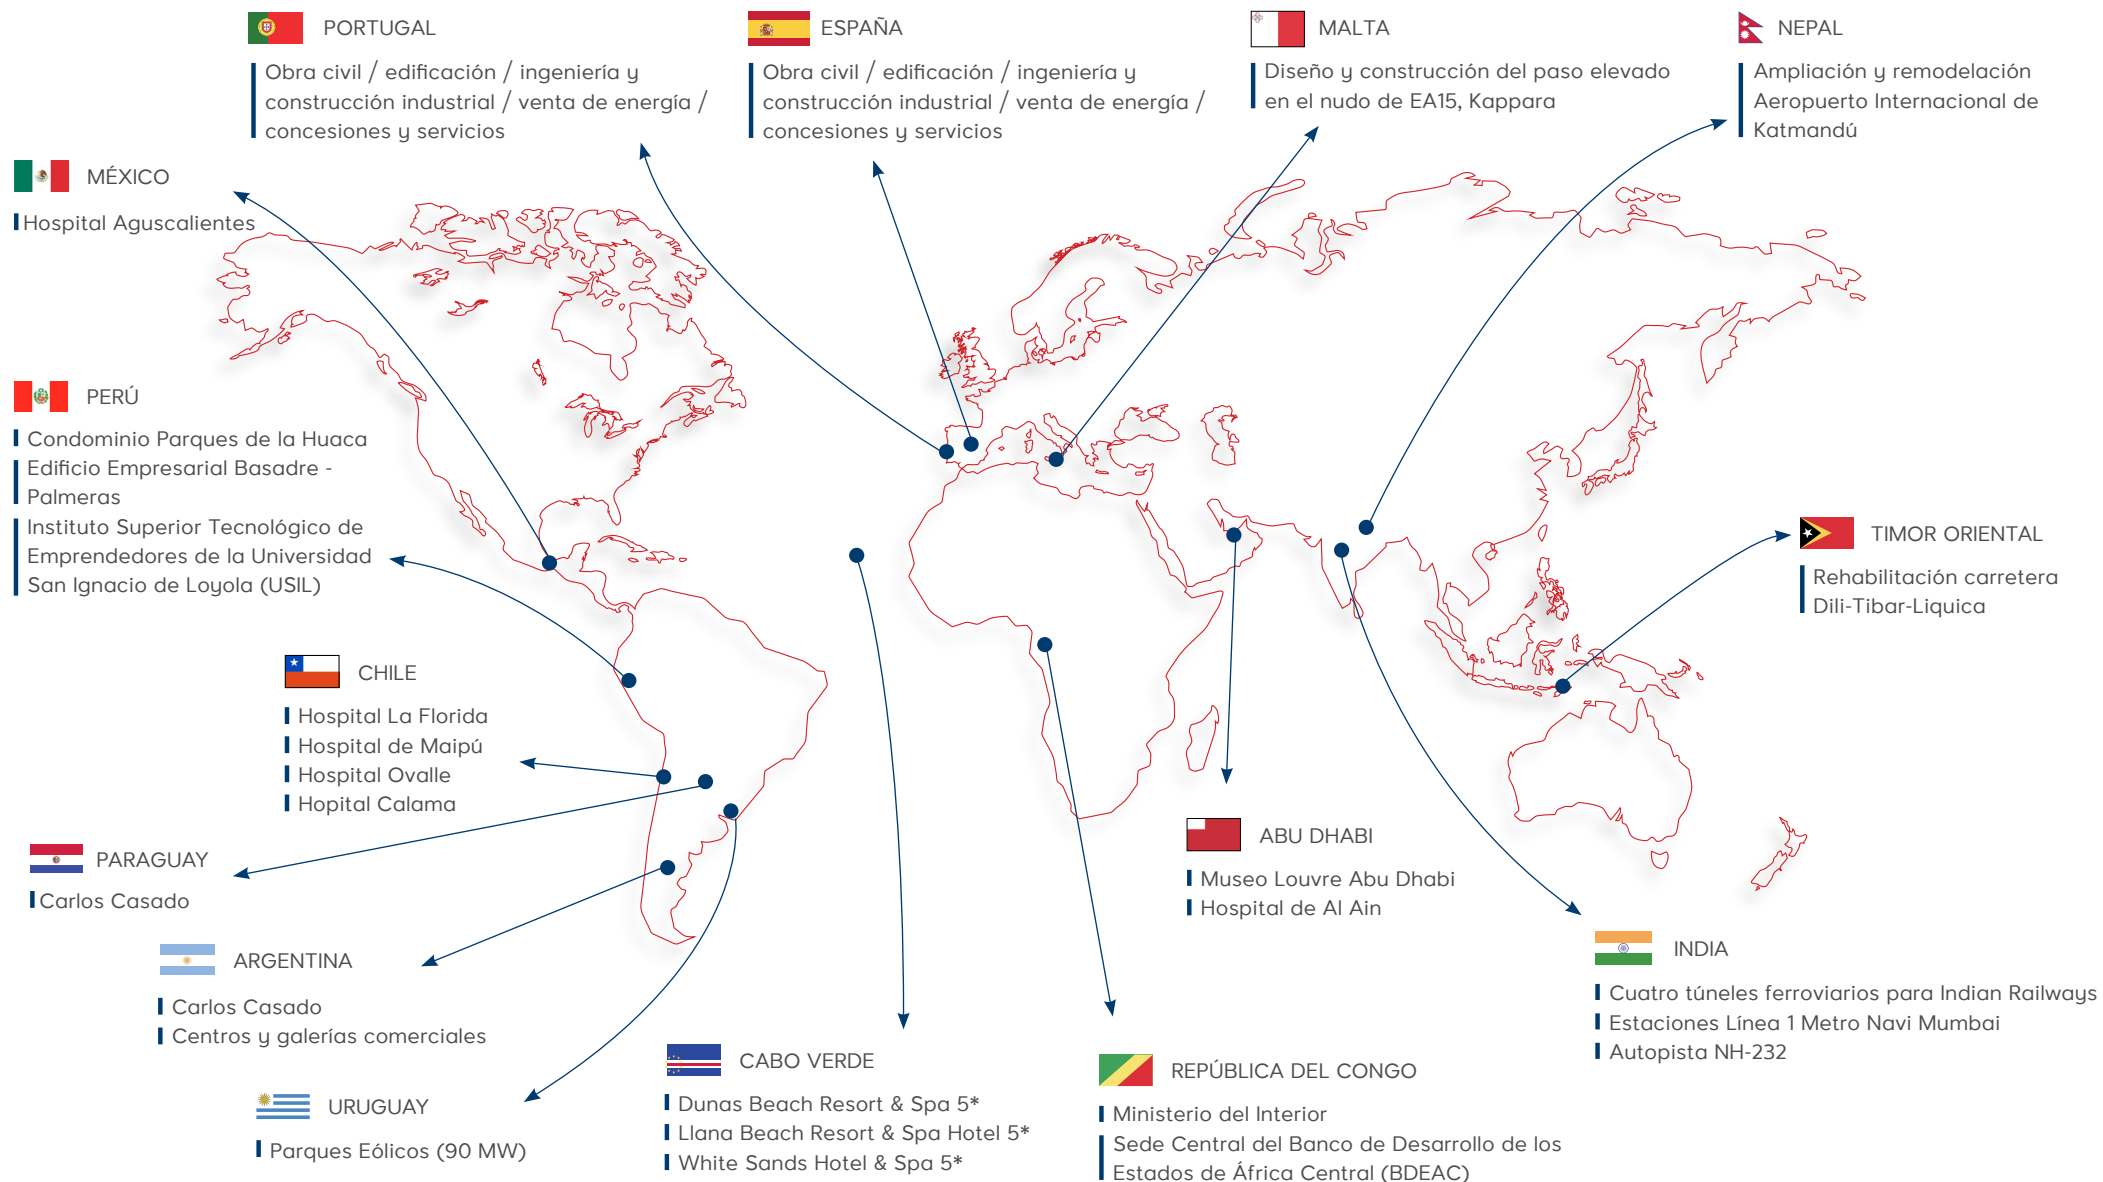 PORTUGAL
Obra civil / edificación / ingeniería y
construcción industrial / venta de energía /
concesiones y servicios
ESPAÑA
Obra civil / edificación / ingeniería y
construcción industrial / venta de energía /
concesiones y servicios
MALTA
Diseño y construcción del paso elevado
en el nudo de EA15, Kappara
NEPAL
Ampliación y remodelación
Aeropuerto Internacional de
Katmandú
MÉXICO
Hospital Aguscalientes
PERÚ
Condominio Parques de la Huaca
Edificio Empresarial Basadre -
Palmeras
Instituto Superior Tecnológico de
Emprendedores de la Universidad
San Ignacio de Loyola (USIL)
TIMOR ORIENTAL
Rehabilitación carretera
Dili-Tibar-Liquica
CHILE
Hospital La Florida
Hospital de Maipú
Hospital Ovalle
Hopital Calama
PARAGUAY
Carlos Casado
ABU DHABI
Museo Louvre Abu Dhabi
Hospital de Al Ain
ARGENTINA
Carlos Casado
Centros y galerías comerciales
INDIA
Cuatro túneles ferroviarios para Indian Railways
Estaciones Línea 1 Metro Navi Mumbai
Autopista NH-232
URUGUAY
Parques Eólicos (90 MW)
CABO VERDE
Dunas Beach Resort & Spa 5*
Llana Beach Resort & Spa Hotel 5*
White Sands Hotel & Spa 5*
REPÚBLICA DEL CONGO
Ministerio del Interior
Sede Central del Banco de Desarrollo de los
Estados de África Central (BDEAC)